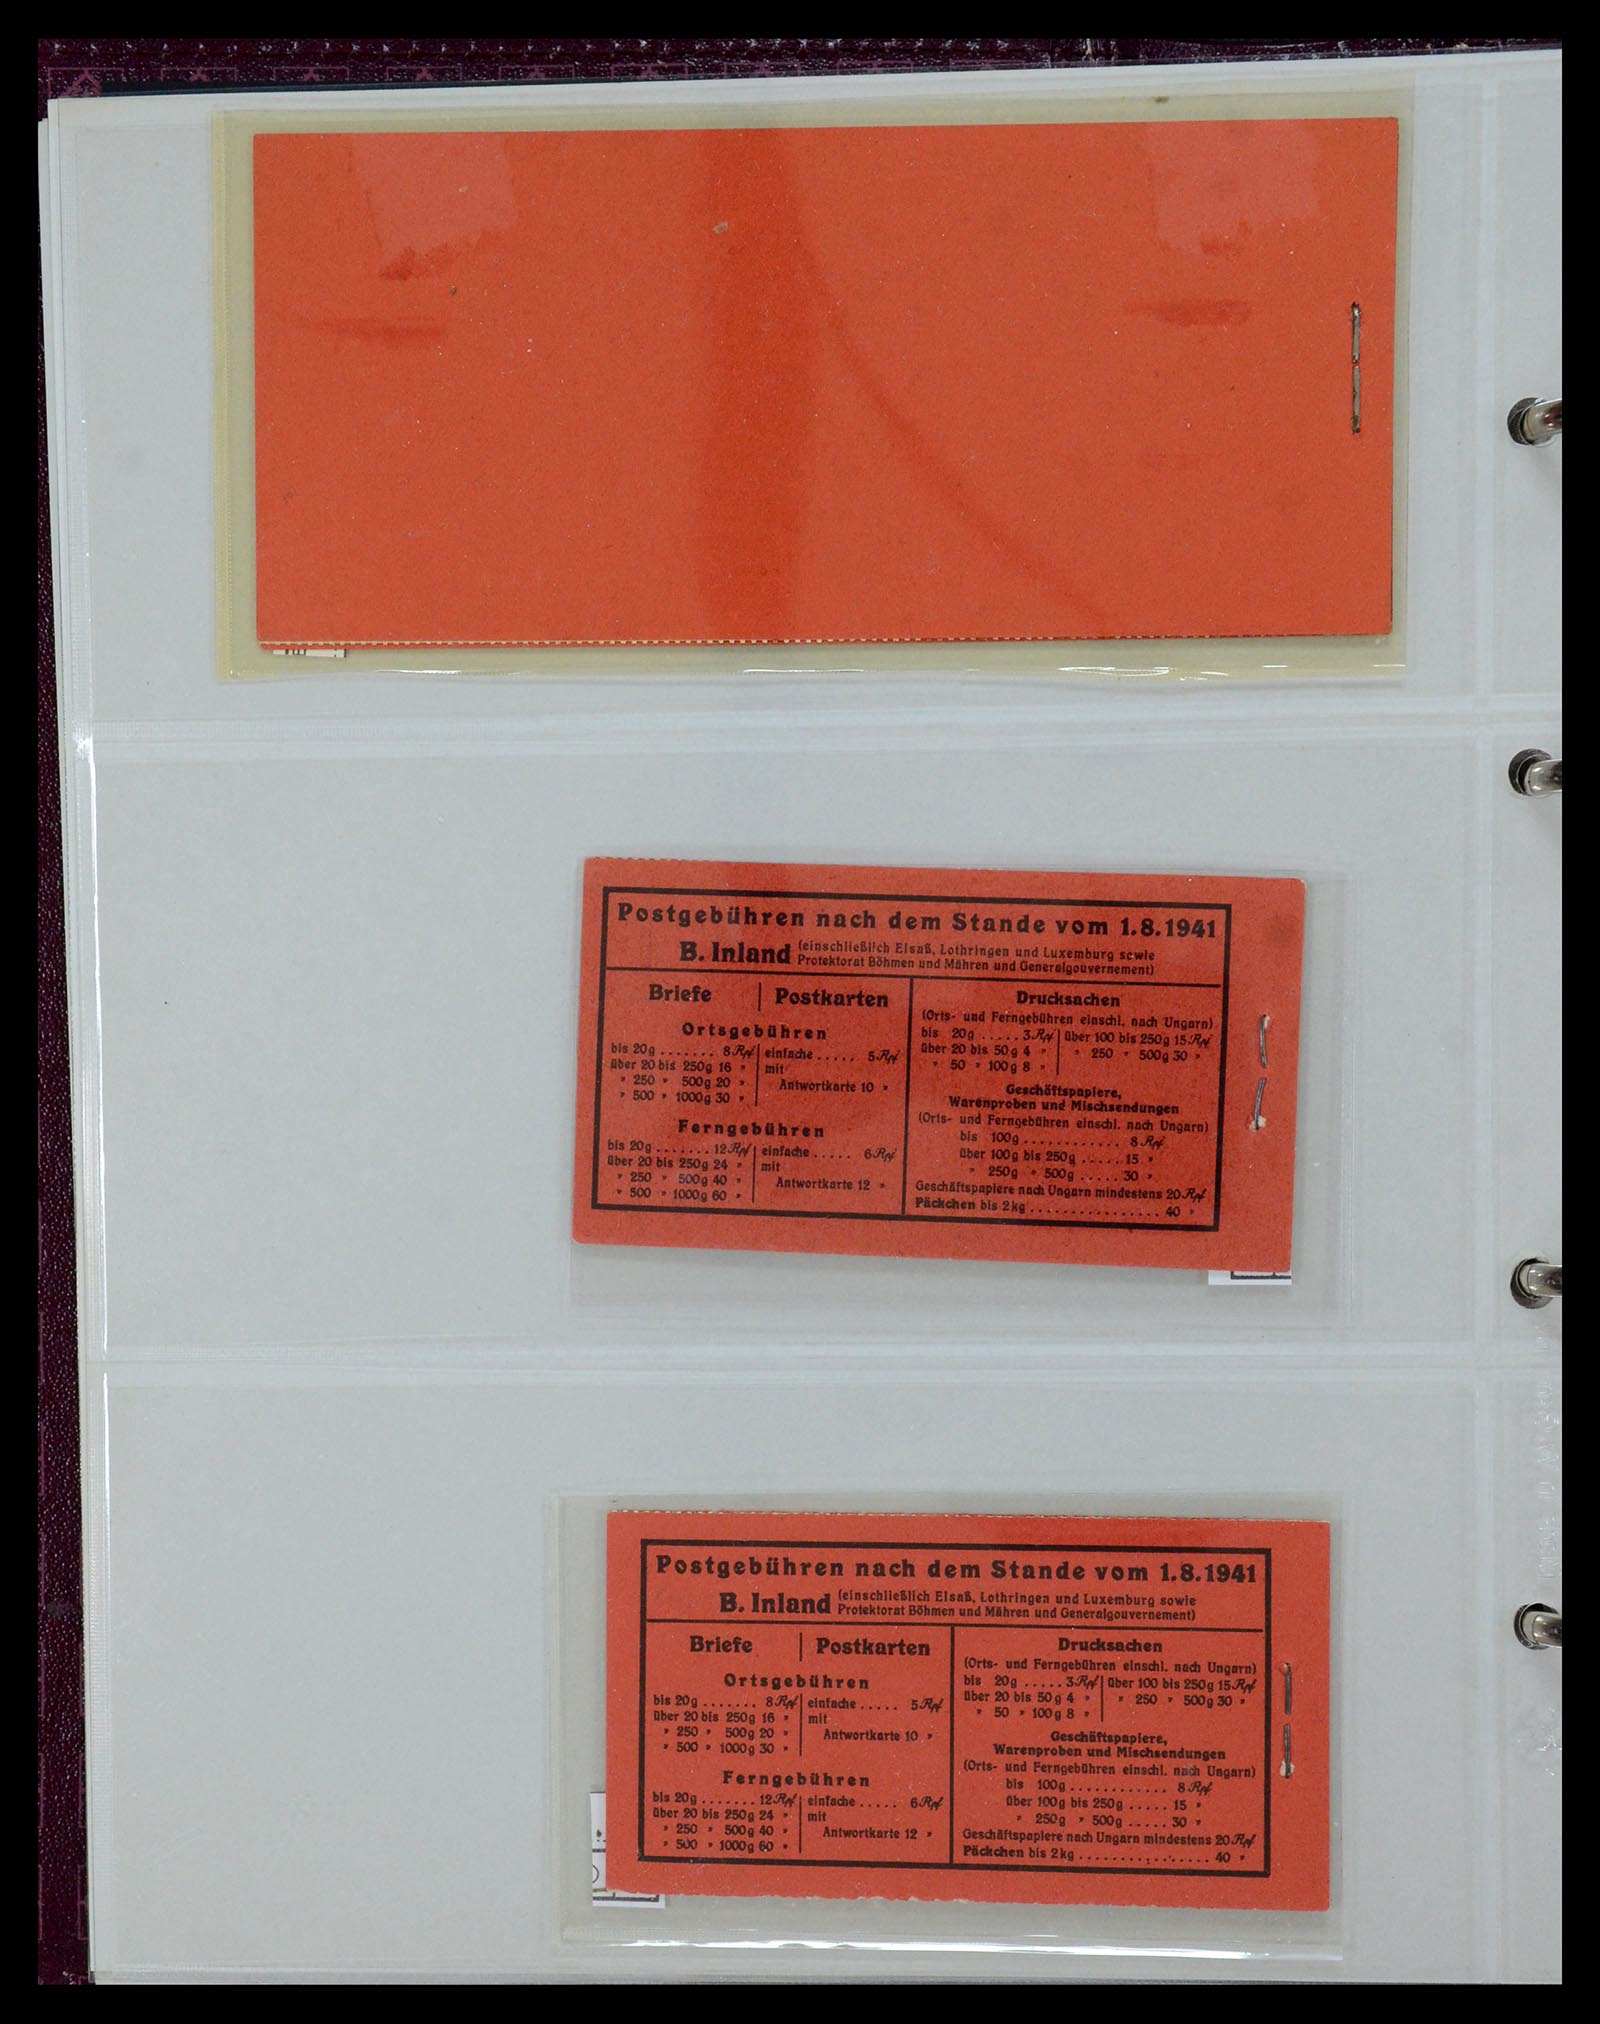 Postgebühren nach dem Stande vom 1.8.1941
B. Inland (einschließlich Elsaß, Lothringen und Luxemburg sowie
Protektorat Böhmen und Mähren und Generalgouvernement)
Briefe | Postkarten
Ortsgebühren
bis 20g ....... 8 Rpf | einfache ..... 5 Rpf
über 20 bis 250g 16 " | mit
" 250 " 500g 20 " | Antwortkarte 10 "
" 500 " 1000g 30 "
Ferngebühren
bis 20g ....... 12 Rpf | einfache ..... 6 Rpf
über 20 bis 250g 24 " | mit
" 250 " 500g 40 " | Antwortkarte 12 "
" 500 " 1000g 60 "
Drucksachen
(Orts- und Ferngebühren einschl. nach Ungarn)
bis 20g ..... 3 Rpf | über 100 bis 250g 15 Rpf
über 20 bis 50g 4 " | " 250 " 500g 30 "
" 50 " 100g 8 "
Geschäftspapiere,
Warenproben und Mischsendungen
(Orts- und Ferngebühren einschl. nach Ungarn)
bis 100g ............ 8 Rpf
über 100g bis 250g ..... 15 "
" 250g " 500g ..... 30 "
Geschäftspapiere nach Ungarn mindestens 20 Rpf
Päckchen bis 2kg ................ 40 "
Postgebühren nach dem Stande vom 1.8.1941
B. Inland (einschließlich Elsaß, Lothringen und Luxemburg sowie
Protektorat Böhmen und Mähren und Generalgouvernement)
Briefe | Postkarten
Ortsgebühren
bis 20g ....... 8 Rpf | einfache ..... 5 Rpf
über 20 bis 250g 16 " | mit
" 250 " 500g 20 " | Antwortkarte 10 "
" 500 " 1000g 30 "
Ferngebühren
bis 20g ....... 12 Rpf | einfache ..... 6 Rpf
über 20 bis 250g 24 " | mit
" 250 " 500g 40 " | Antwortkarte 12 "
" 500 " 1000g 60 "
Drucksachen
(Orts- und Ferngebühren einschl. nach Ungarn)
bis 20g ..... 3 Rpf | über 100 bis 250g 15 Rpf
über 20 bis 50g 4 " | " 250 " 500g 30 "
" 50 " 100g 8 "
Geschäftspapiere,
Warenproben und Mischsendungen
(Orts- und Ferngebühren einschl. nach Ungarn)
bis 100g ............ 8 Rpf
über 100g bis 250g ..... 15 "
" 250g " 500g ..... 30 "
Geschäftspapiere nach Ungarn mindestens 20 Rpf
Päckchen bis 2kg ................ 40 "